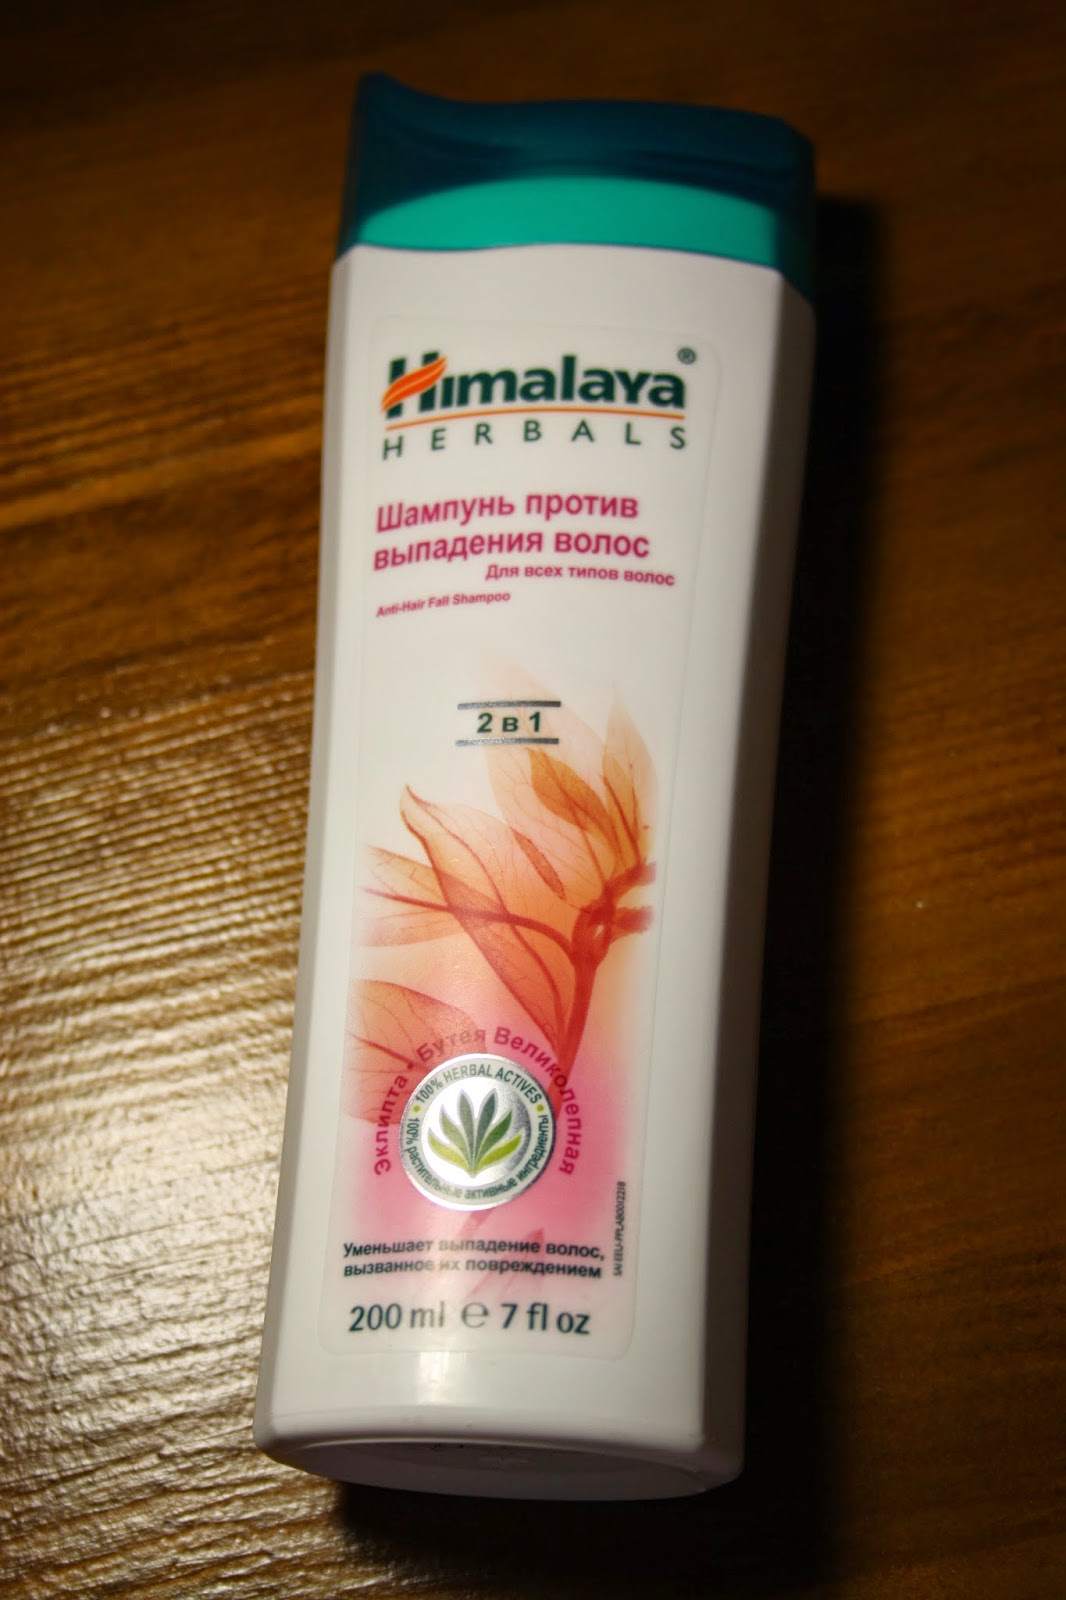 Himalaya®
HERBALS
Шампунь против
выпадения волос
Для всех типов волос
Anti-Hair Fall Shampoo
2 в 1
Эклипта • Бутея Великолепная
• 100% HERBAL ACTIVES •
100% растительные активные ингредиенты
Уменьшает выпадение волос,
вызванное их повреждением
200 ml ℮ 7 fl oz